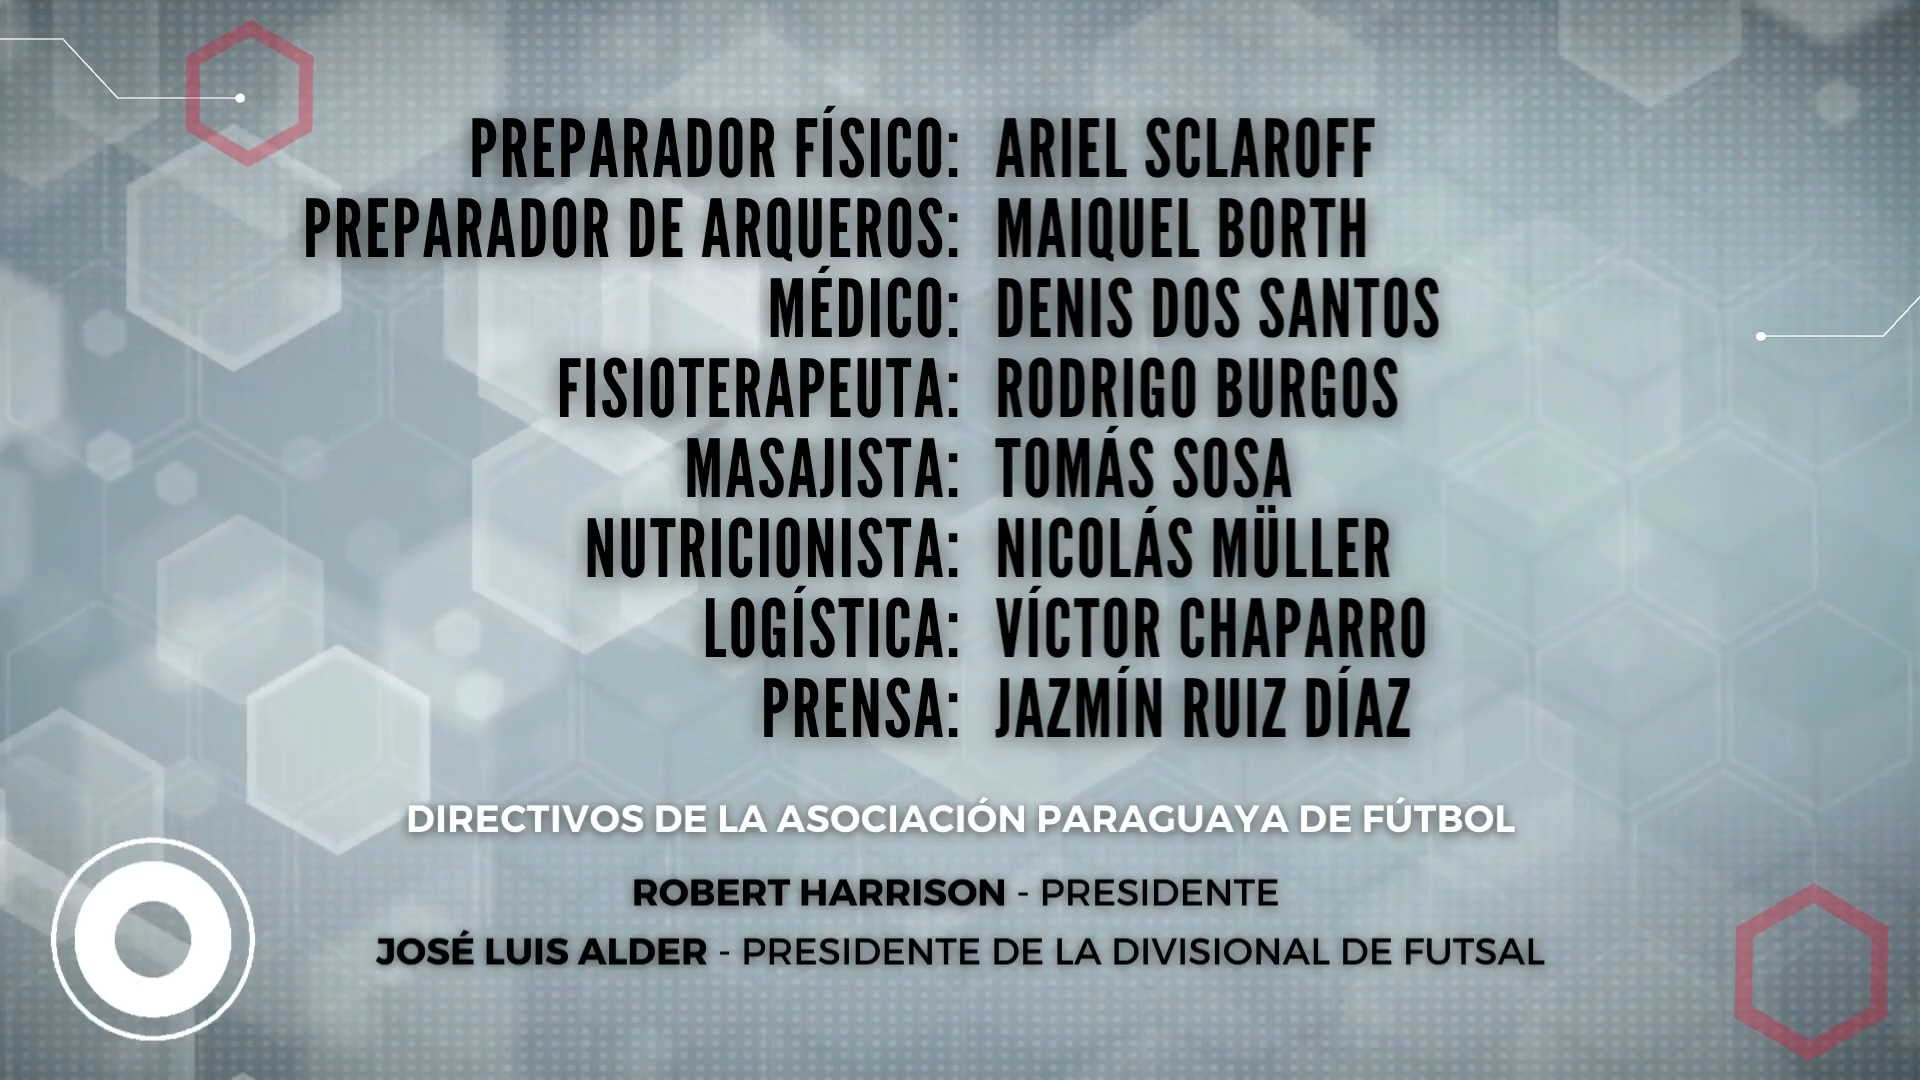 PREPARADOR FÍSICO: ARIEL SCLAROFF
PREPARADOR DE ARQUEROS: MAIQUEL BORTH
MÉDICO: DENIS DOS SANTOS
FISIOTERAPEUTA: RODRIGO BURGOS
MASAJISTA: TOMÁS SOSA
NUTRICIONISTA: NICOLÁS MÜLLER
LOGÍSTICA: VÍCTOR CHAPARRO
PRENSA: JAZMÍN RUIZ DÍAZ
DIRECTIVOS DE LA ASOCIACIÓN PARAGUAYA DE FÚTBOL
ROBERT HARRISON - PRESIDENTE
JOSÉ LUIS ALDER - PRESIDENTE DE LA DIVISIONAL DE FUTSAL